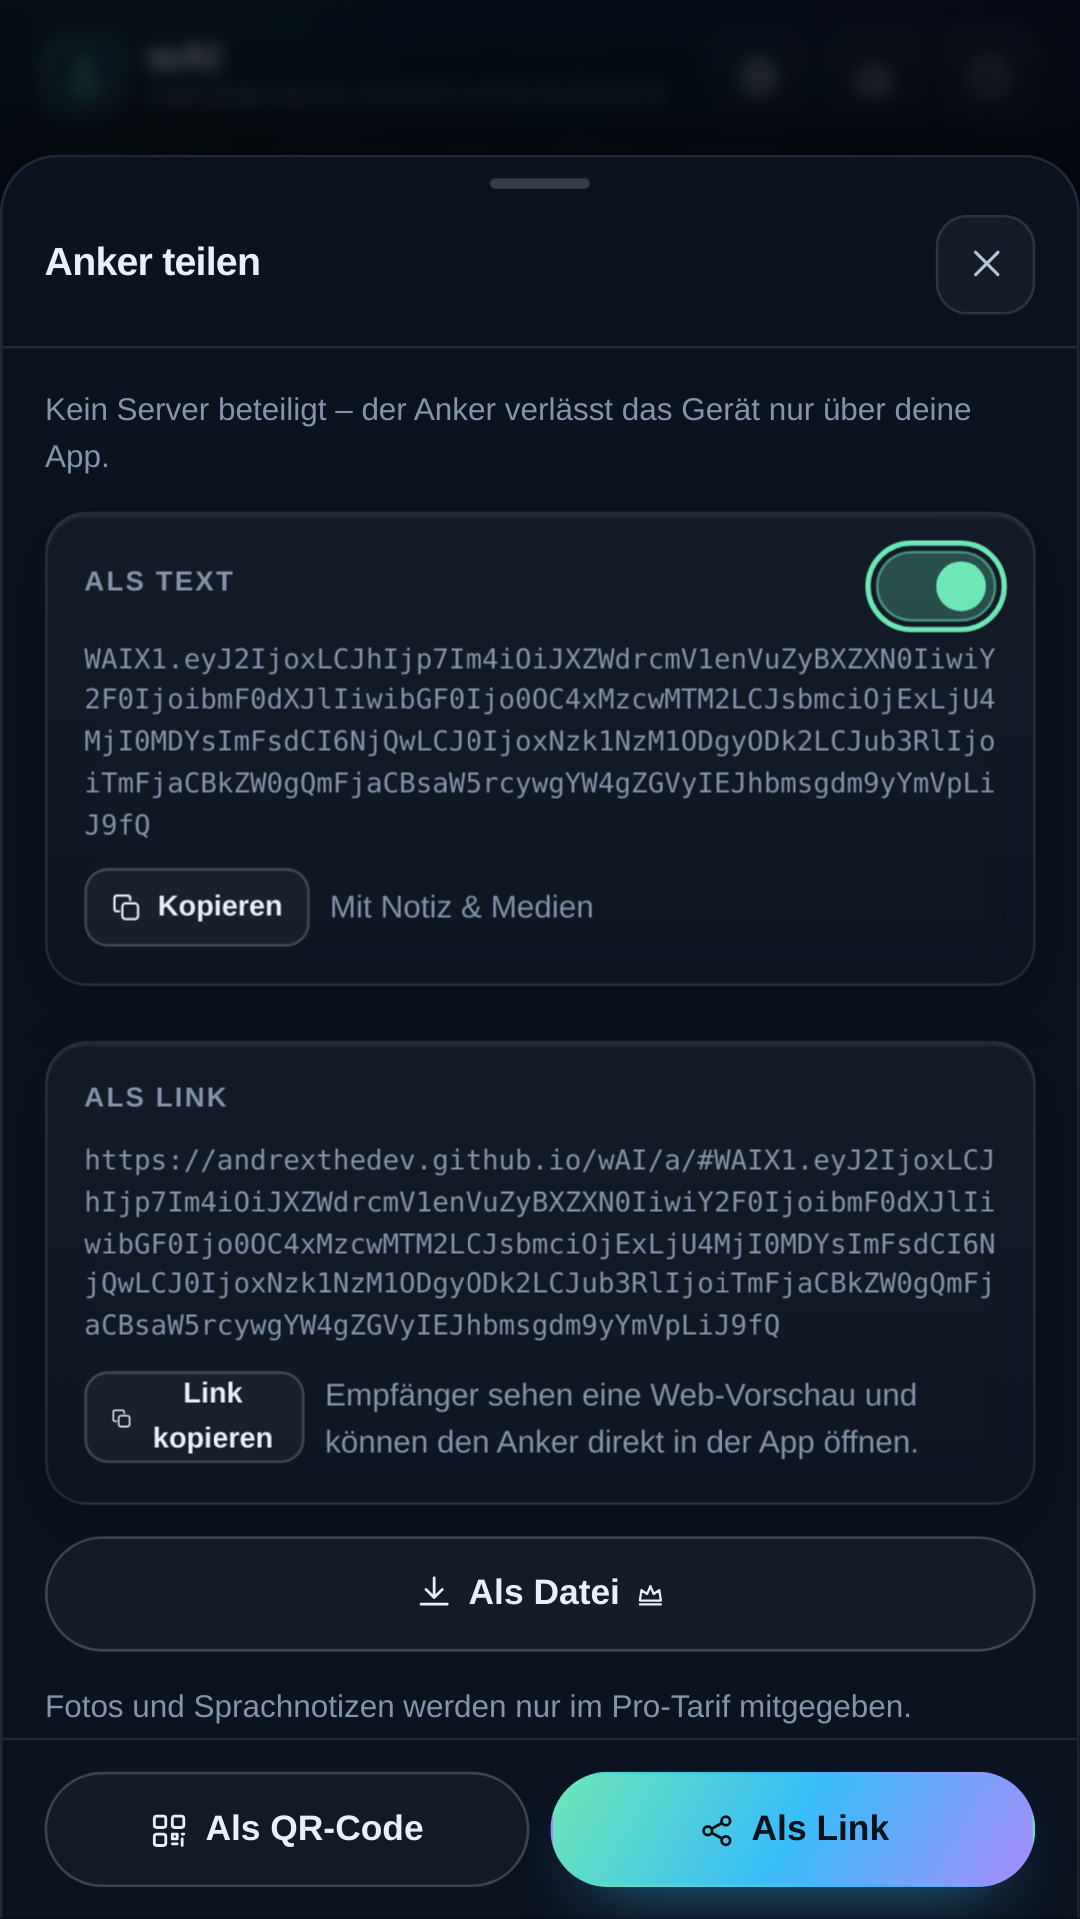 wAI
Anker teilen
Kein Server beteiligt – der Anker verlässt das Gerät nur über deine
App.
ALS TEXT
WAIX1.eyJ2IjoxLCJhIjp7Im4iOiJXZWdrcmV1enVuZyBXZXN0IiwiY
2F0IjoibmF0dXJlIiwibGF0Ijo0OC4xMzcwMTM2LCJsbmciOjExLjU4
MjI0MDYsImFsdCI6NjQwLCJ0IjoxNzk1NzM1ODgyODk2LCJub3RlIjo
iTmFjaCBkZW0gQmFjaCBsaW5rcywgYW4gZGVyIEJhbmsgdm9yYmVpLi
J9fQ
Kopieren
Mit Notiz & Medien
ALS LINK
https://andrexthedev.github.io/wAI/a/#WAIX1.eyJ2IjoxLCJ
hIjp7Im4iOiJXZWdrcmV1enVuZyBXZXN0IiwiY2F0IjoibmF0dXJlIi
wibGF0Ijo0OC4xMzcwMTM2LCJsbmciOjExLjU4MjI0MDYsImFsdCI6N
jQwLCJ0IjoxNzk1NzM1ODgyODk2LCJub3RlIjoiTmFjaCBkZW0gQmFj
aCBsaW5rcywgYW4gZGVyIEJhbmsgdm9yYmVpLiJ9fQ
Link
kopieren
Empfänger sehen eine Web-Vorschau und
können den Anker direkt in der App öffnen.
Als Datei
Fotos und Sprachnotizen werden nur im Pro-Tarif mitgegeben.
Als QR-Code
Als Link